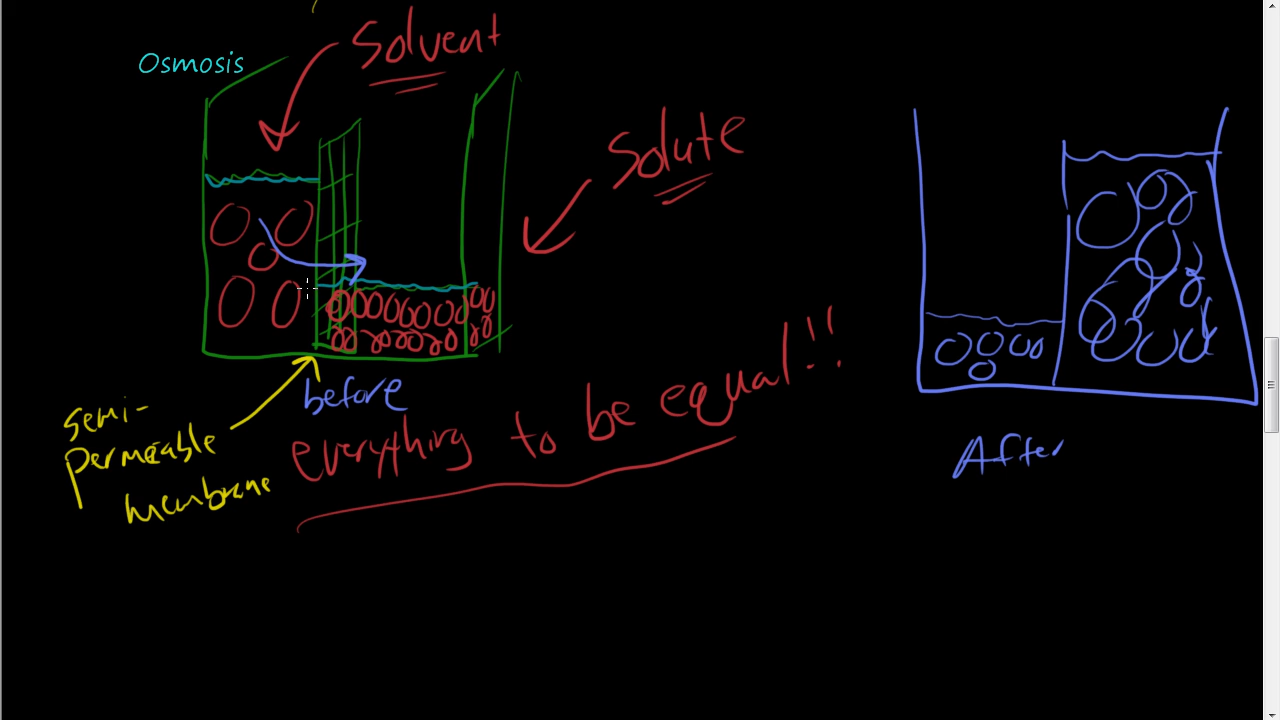 Osmosis
Solvent
Solute
before
everything to be equal!!
semi-
permeable
membrane
After